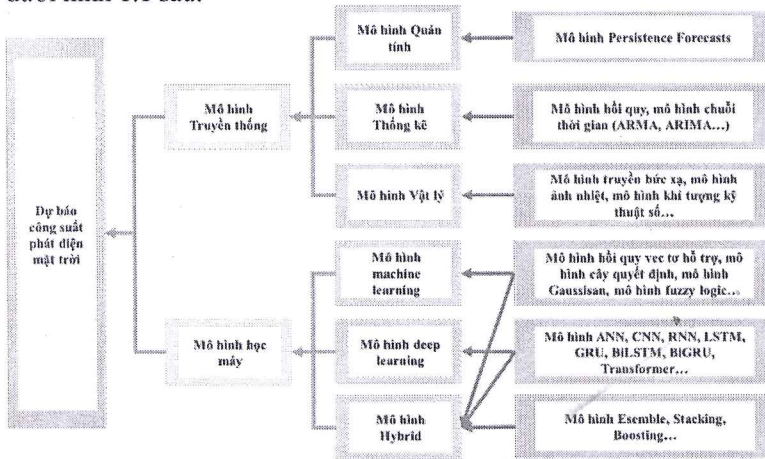 dưới hình 1.1 sau.
Mô hình Quán
tính
Mô hình Persistence Forecasts
Mô hình
Truyền thống
Mô hình
Thống kê
Mô hình hồi quy, mô hình chuỗi
thời gian (ARMA, ARIMA...)
Mô hình Vật lý
Mô hình truyền bức xạ, mô hình
ảnh nhiệt, mô hình khí tượng kỹ
thuật số...
Dự báo
công suất
phát điện
mặt trời
Mô hình
machine
learning
Mô hình hồi quy vec tơ hỗ trợ, mô
hình cây quyết định, mô hình
Gaussisan, mô hình fuzzy logic...
Mô hình học
máy
Mô hình deep
learning
Mô hình ANN, CNN, RNN, LSTM,
GRU, BiLSTM, BiGRU,
Transformer...
Mô hình
Hybrid
Mô hình Esemble, Stacking,
Boosting...